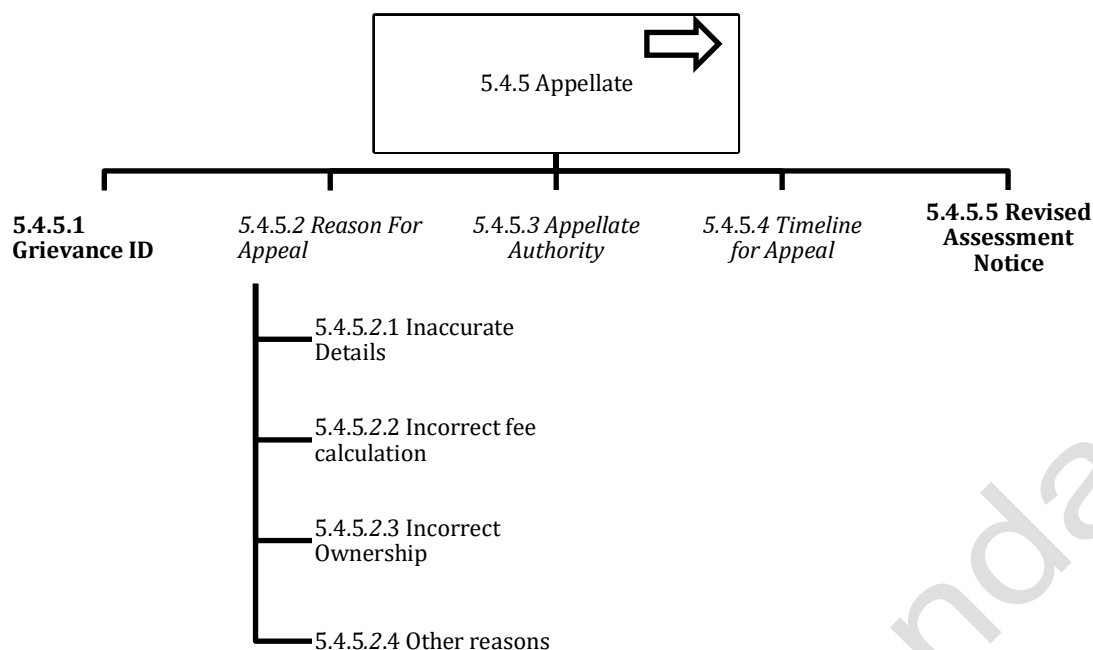 5.4.5 Appellate
5.4.5.1
Grievance ID
5.4.5.2 Reason For
Appeal
5.4.5.3 Appellate
Authority
5.4.5.4 Timeline
for Appeal
5.4.5.5 Revised
Assessment
Notice
5.4.5.2.1 Inaccurate
Details
5.4.5.2.2 Incorrect fee
calculation
5.4.5.2.3 Incorrect
Ownership
5.4.5.2.4 Other reasons
nda